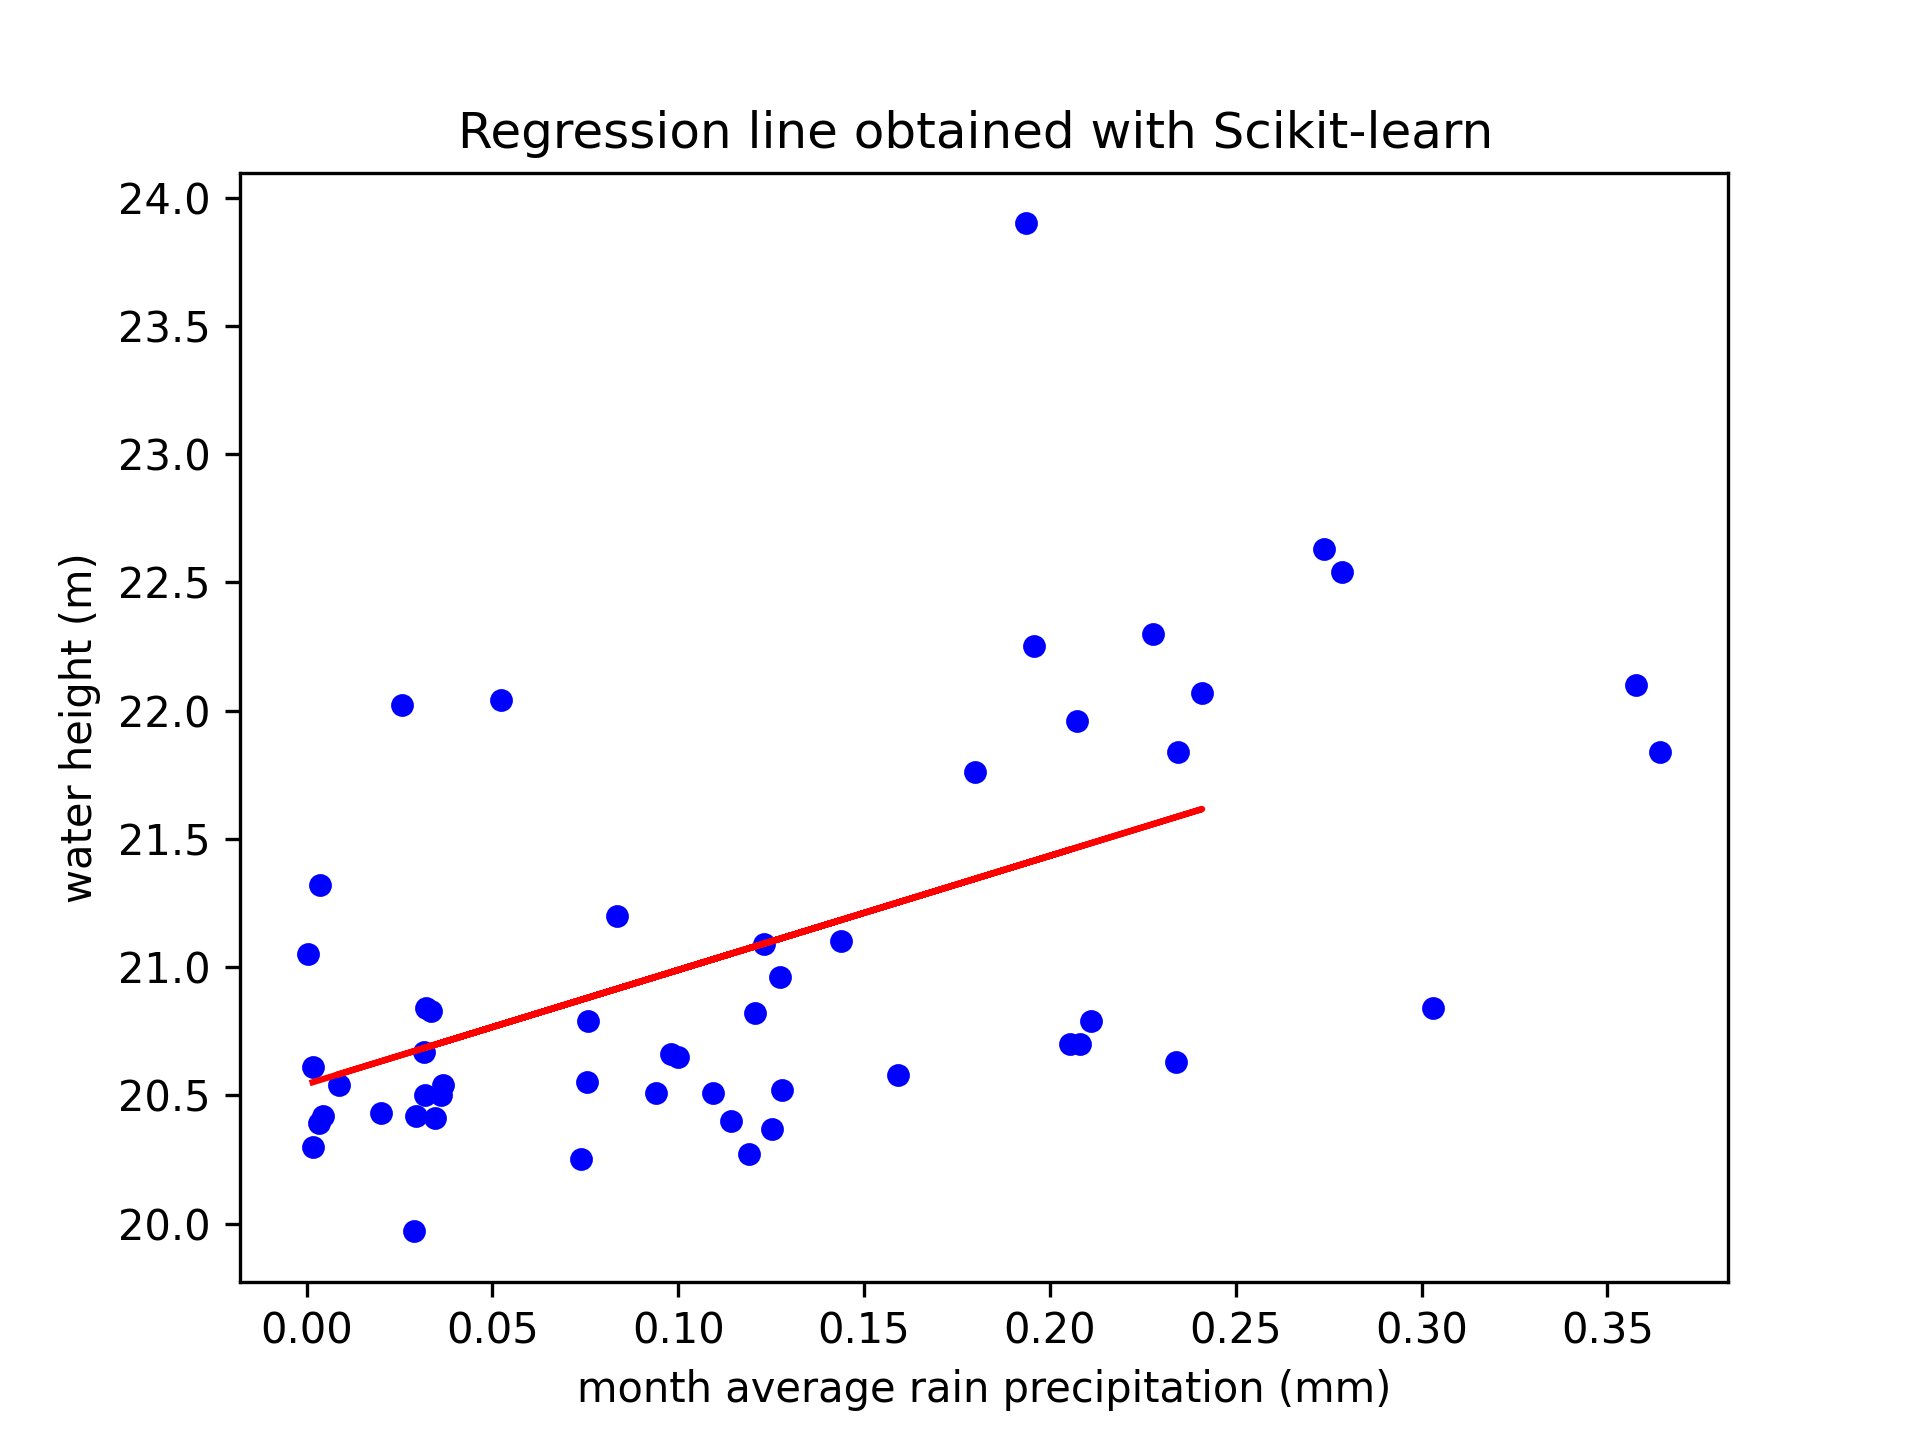 Regression line obtained with Scikit-learn
24.0
23.5
23.0
22.5
22.0
21.5
21.0
20.5
20.0
water height (m)
0.00 0.05 0.10 0.15 0.20 0.25 0.30 0.35
month average rain precipitation (mm)